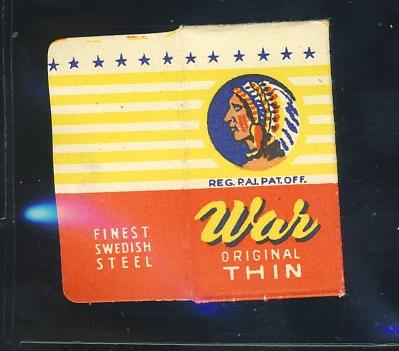 REG. P.A.I. PAT. OFF.
War
ORIGINAL
THIN
FINEST
SWEDISH
STEEL